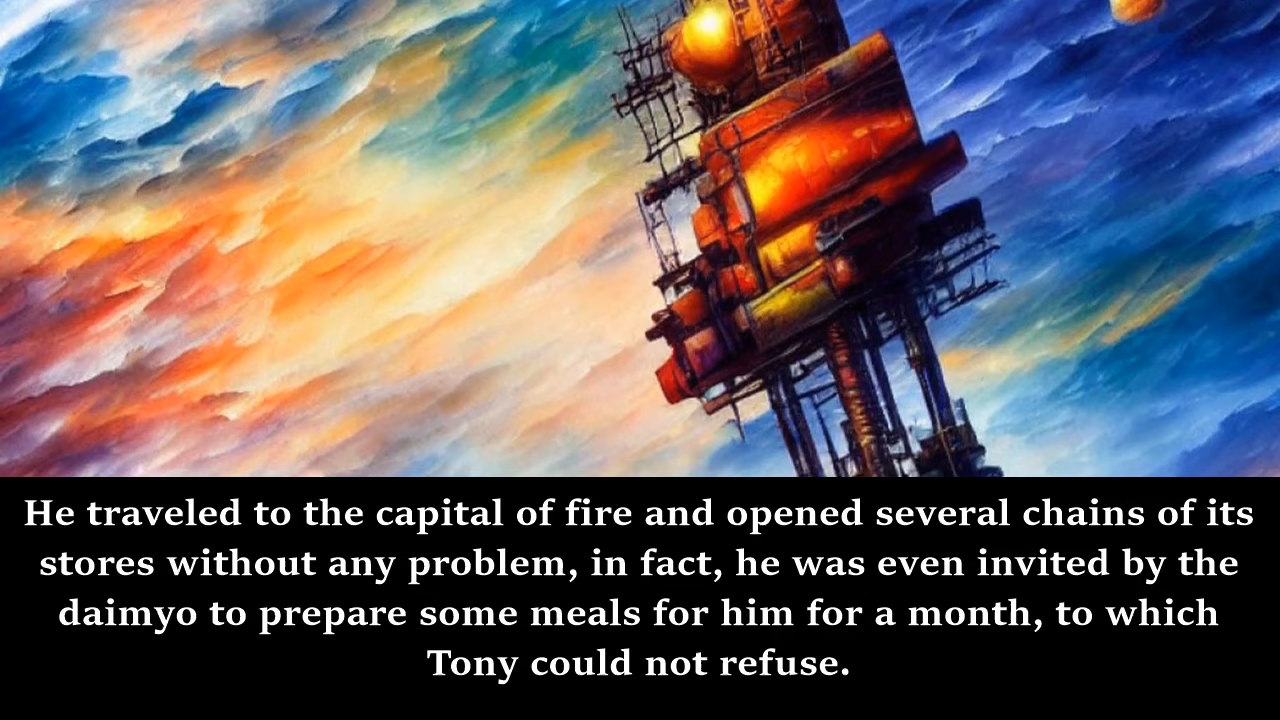 He traveled to the capital of fire and opened several chains of its
stores without any problem, in fact, he was even invited by the
daimyo to prepare some meals for him for a month, to which
Tony could not refuse.